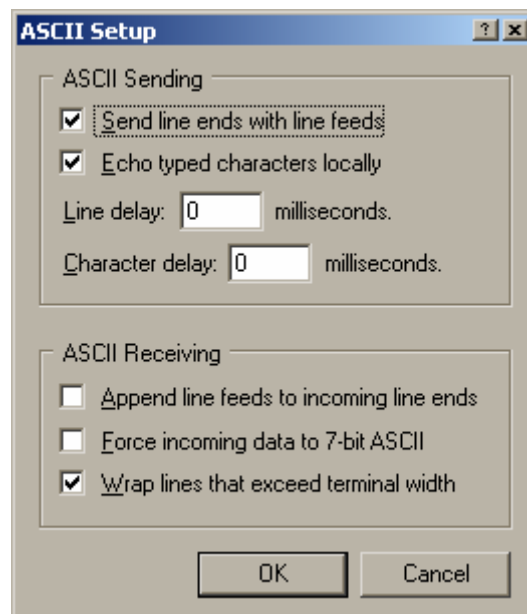 ASCII Setup
ASCII Sending
Send line ends with line feeds
Echo typed characters locally
Line delay: 0 milliseconds.
Character delay: 0 milliseconds.
ASCII Receiving
Append line feeds to incoming line ends
Force incoming data to 7-bit ASCII
Wrap lines that exceed terminal width
OK Cancel